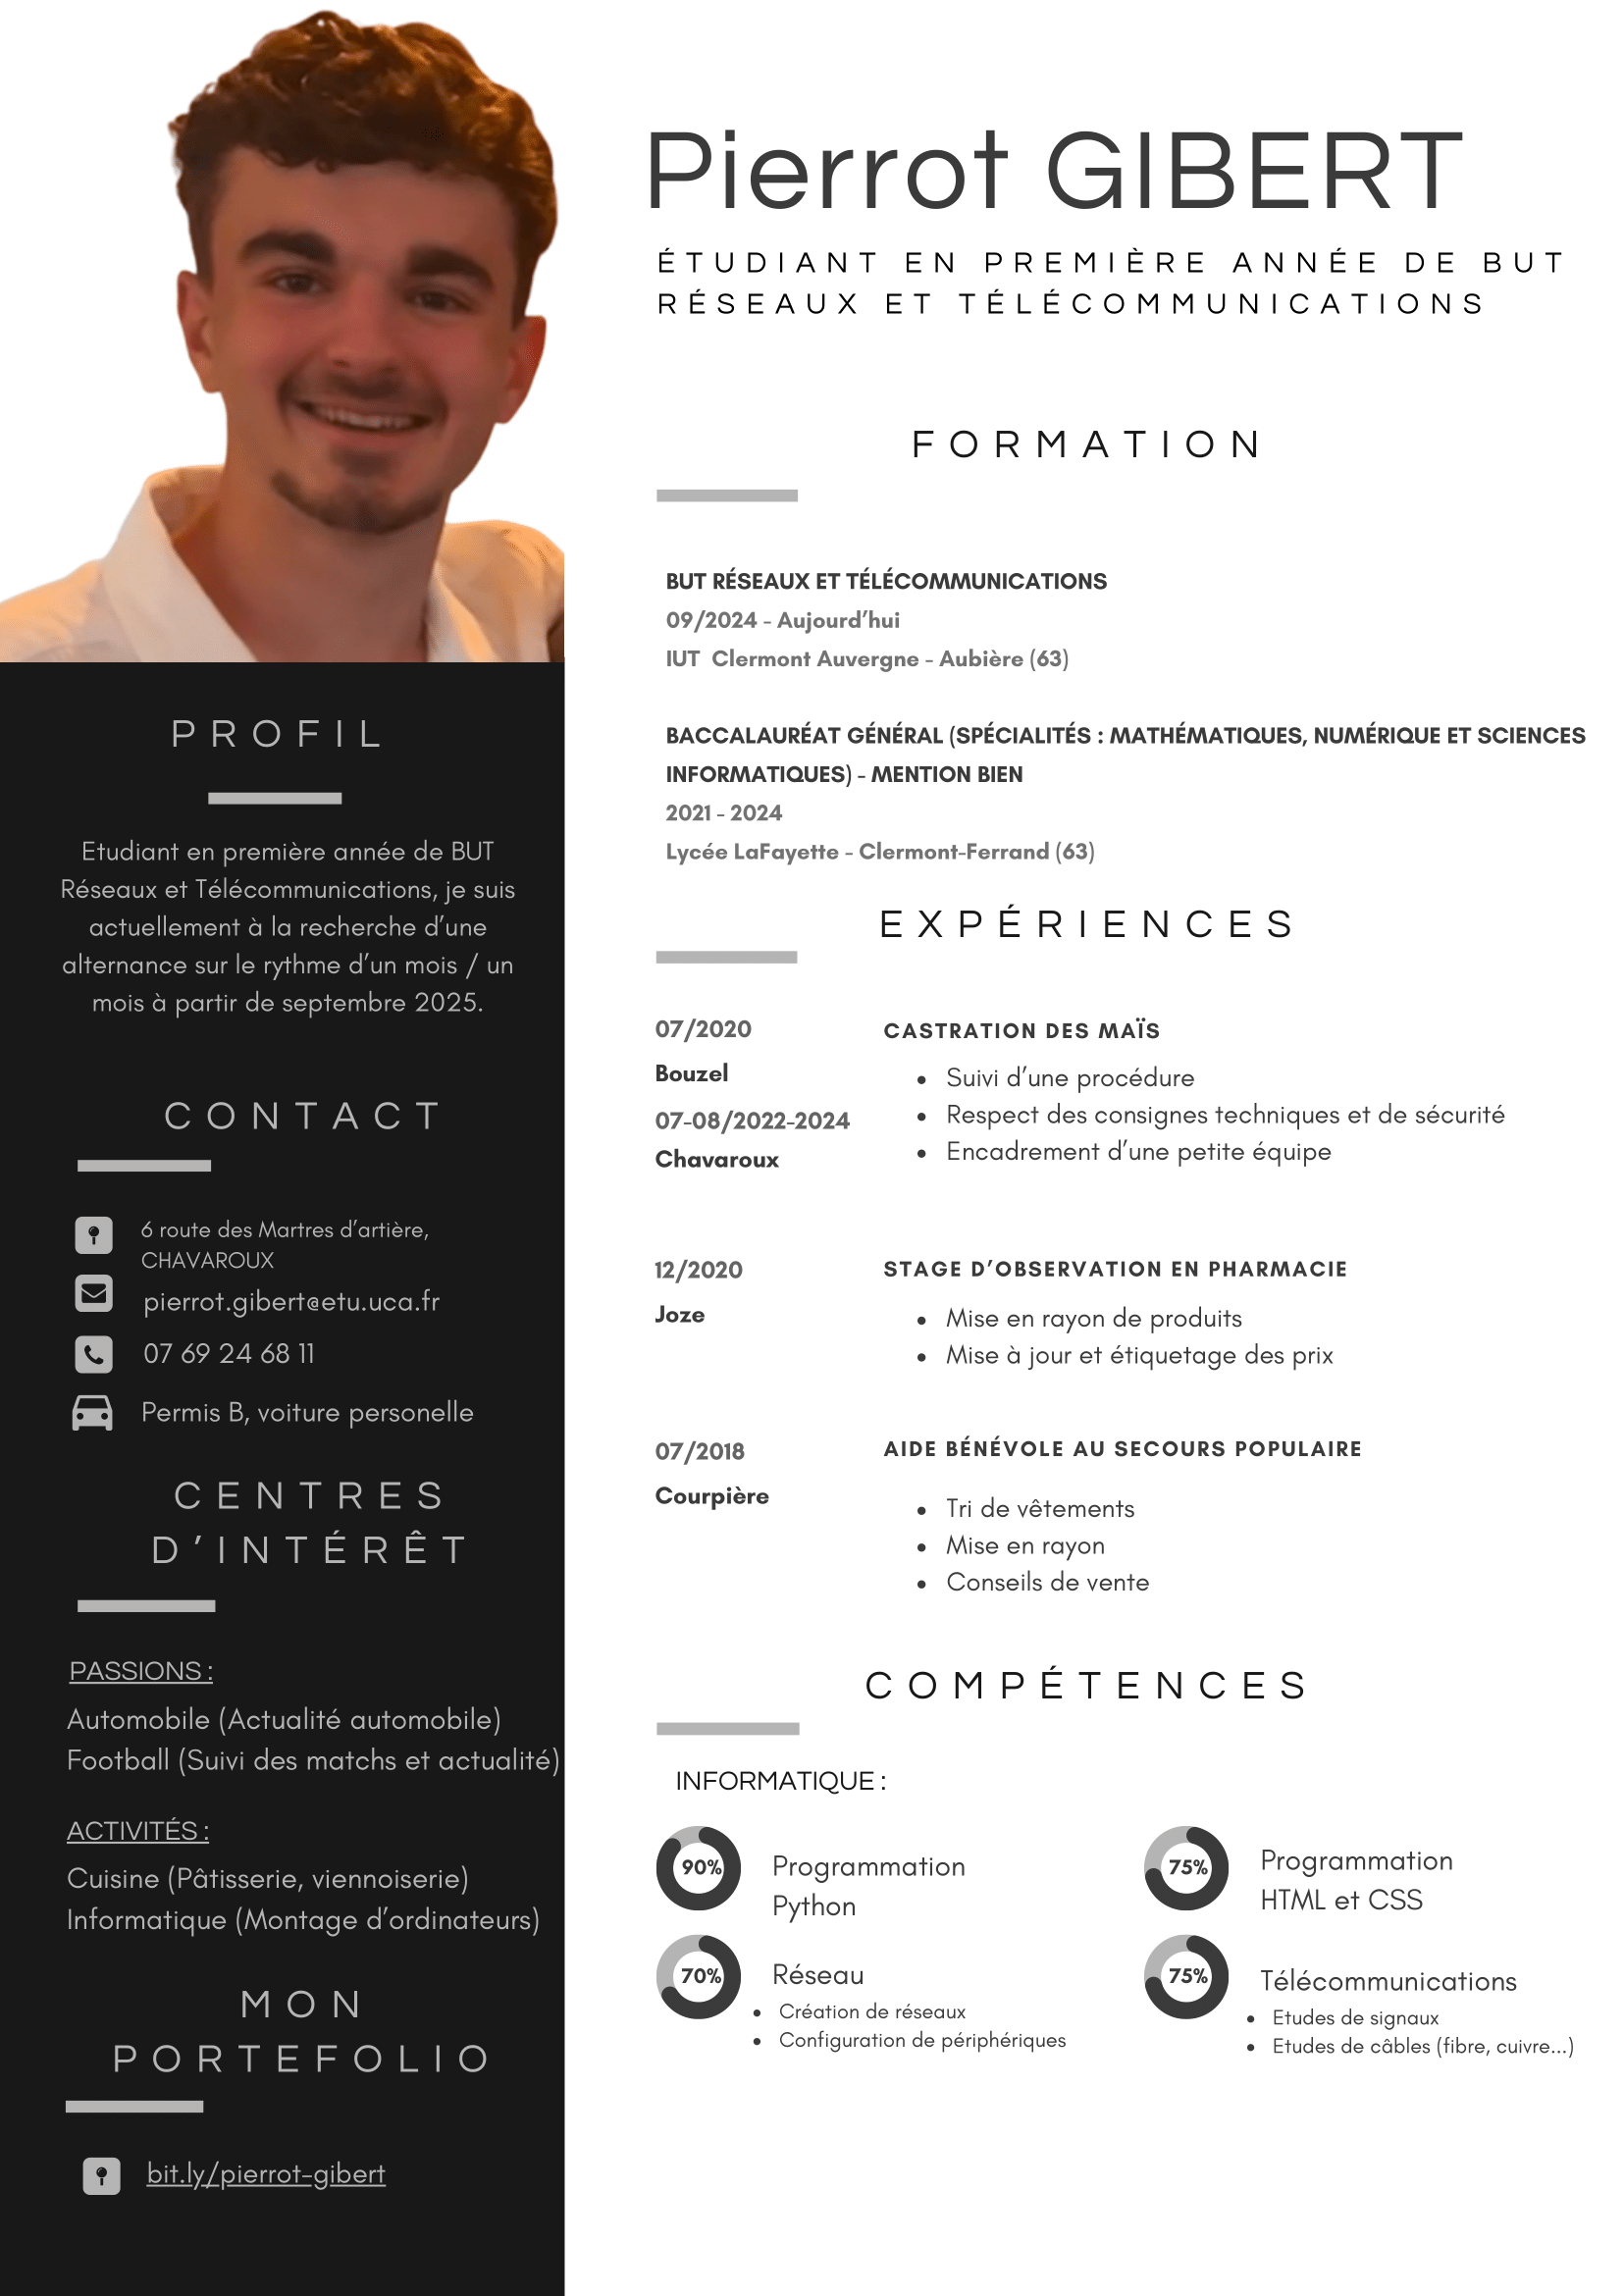 Pierrot GIBERT
ÉTUDIANT EN PREMIÈRE ANNÉE DE BUT
RÉSEAUX ET TÉLÉCOMMUNICATIONS
PROFIL
Etudiant en première année de BUT
Réseaux et Télécommunications, je suis
actuellement à la recherche d’une
alternance sur le rythme d’un mois / un
mois à partir de septembre 2025.
CONTACT
6 route des Martres d’artière,
CHAVAROUX
pierrot.gibert@etu.uca.fr
07 69 24 68 11
Permis B, voiture personelle
CENTRES
D’INTÉRÊT
PASSIONS :
Automobile (Actualité automobile)
Football (Suivi des matchs et actualité)
ACTIVITÉS :
Cuisine (Pâtisserie, viennoiserie)
Informatique (Montage d’ordinateurs)
MON
PORTEFOLIO
bit.ly/pierrot-gibert
FORMATION
BUT RÉSEAUX ET TÉLÉCOMMUNICATIONS
09/2024 - Aujourd’hui
IUT Clermont Auvergne - Aubière (63)
BACCALAURÉAT GÉNÉRAL (SPÉCIALITÉS : MATHÉMATIQUES, NUMÉRIQUE ET SCIENCES
INFORMATIQUES) - MENTION BIEN
2021 - 2024
Lycée LaFayette - Clermont-Ferrand (63)
EXPÉRIENCES
07/2020
Bouzel
07-08/2022-2024
Chavaroux
CASTRATION DES MAÏS
• Suivi d’une procédure
• Respect des consignes techniques et de sécurité
• Encadrement d’une petite équipe
12/2020
Joze
STAGE D’OBSERVATION EN PHARMACIE
• Mise en rayon de produits
• Mise à jour et étiquetage des prix
07/2018
Courpière
AIDE BÉNÉVOLE AU SECOURS POPULAIRE
• Tri de vêtements
• Mise en rayon
• Conseils de vente
COMPÉTENCES
INFORMATIQUE :
90%
Programmation
Python
75%
Programmation
HTML et CSS
70%
Réseau
• Création de réseaux
• Configuration de périphériques
75%
Télécommunications
• Etudes de signaux
• Etudes de câbles (fibre, cuivre...)